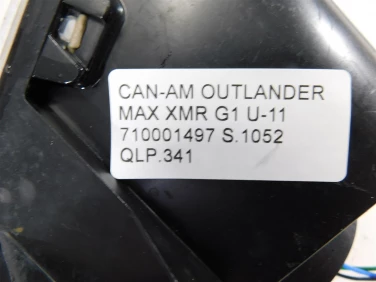 CAN-AM OUTLANDER
MAX XMR G1 U-11
710001497 S.1052
QLP.341